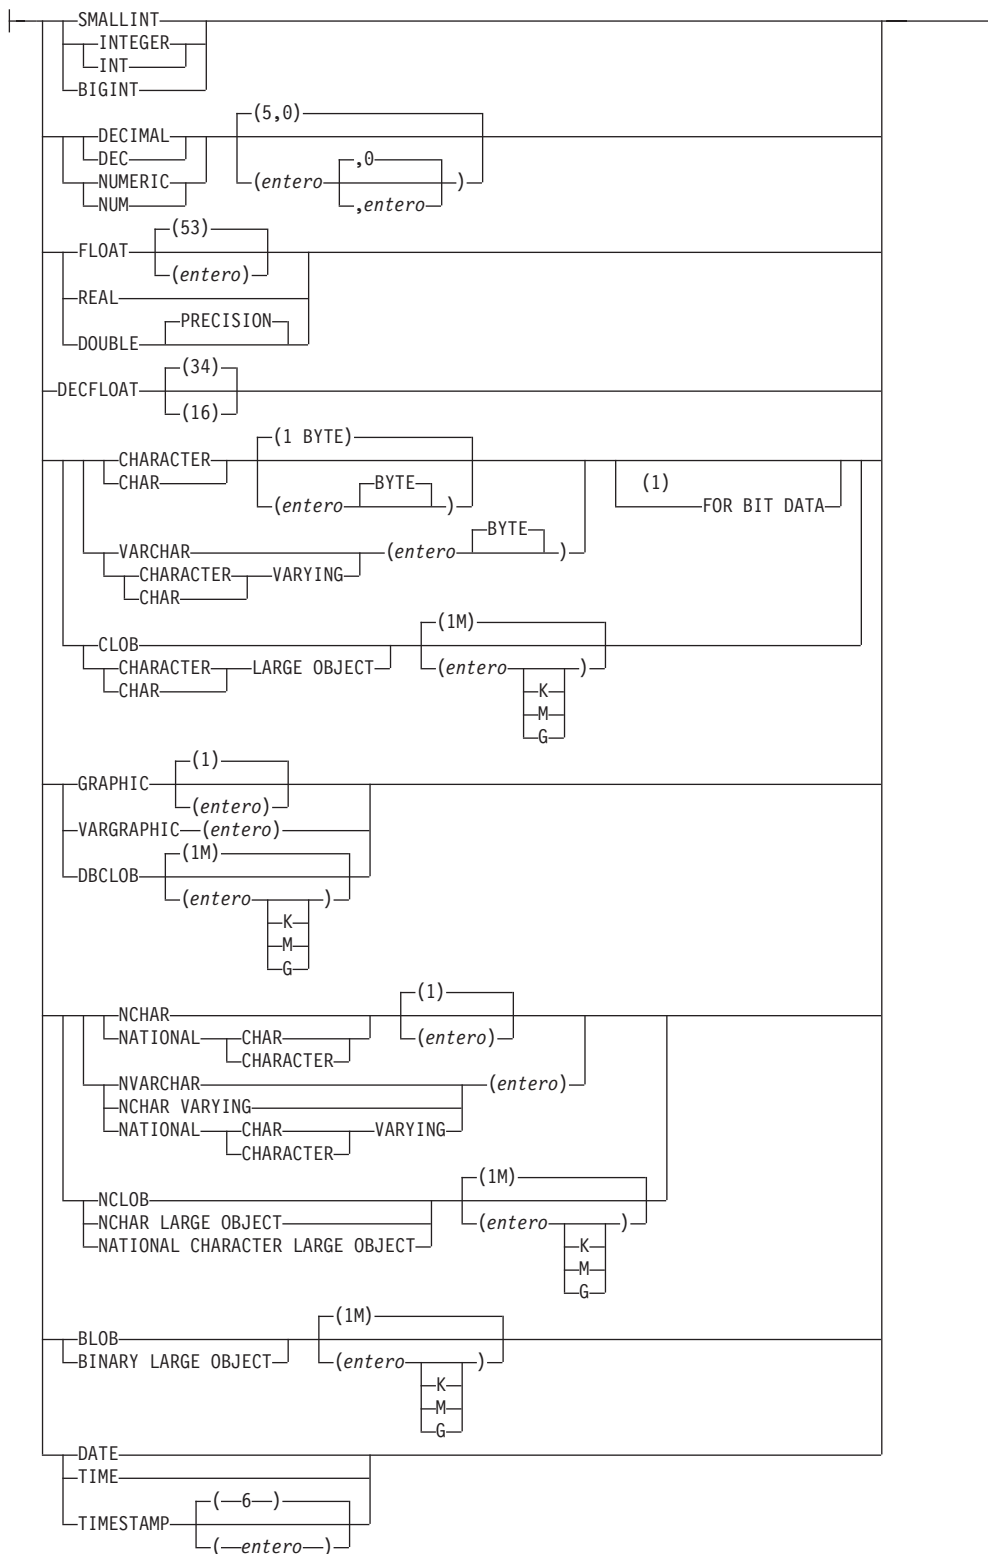 SMALLINT
INTEGER
INT
BIGINT
(5,0)
DECIMAL
DEC ,0
NUMERIC (entero )
NUM ,entero
(53)
FLOAT
(entero)
REAL
PRECISION
DOUBLE
(34)
DECFLOAT
(16)
(1 BYTE)
CHARACTER
CHAR BYTE (1)
(entero ) FOR BIT DATA
BYTE
VARCHAR (entero )
CHARACTER VARYING
CHAR
(1M)
CLOB
CHARACTER LARGE OBJECT (entero )
CHAR K
M
G
(1)
GRAPHIC
(entero)
VARGRAPHIC (entero)
(1M)
DBCLOB
(entero )
K
M
G
(1)
NCHAR
NATIONAL CHAR (entero)
CHARACTER
NVARCHAR (entero)
NCHAR VARYING
NATIONAL CHAR VARYING
CHARACTER
(1M)
NCLOB
NCHAR LARGE OBJECT (entero )
NATIONAL CHARACTER LARGE OBJECT K
M
G
(1M)
BLOB
BINARY LARGE OBJECT (entero )
K
M
G
DATE
TIME
( 6 )
TIMESTAMP
( entero )